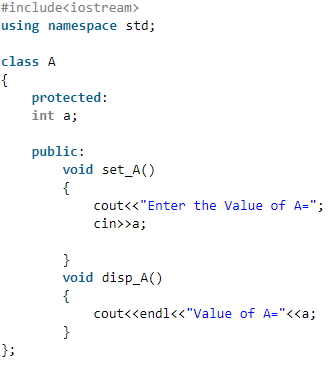 #include<iostream>
using namespace std;
class A
{
protected:
int a;
public:
void set_A()
{
cout<<"Enter the Value of A=";
cin>>a;
}
void disp_A()
{
cout<<endl<<"Value of A="<<a;
}
};